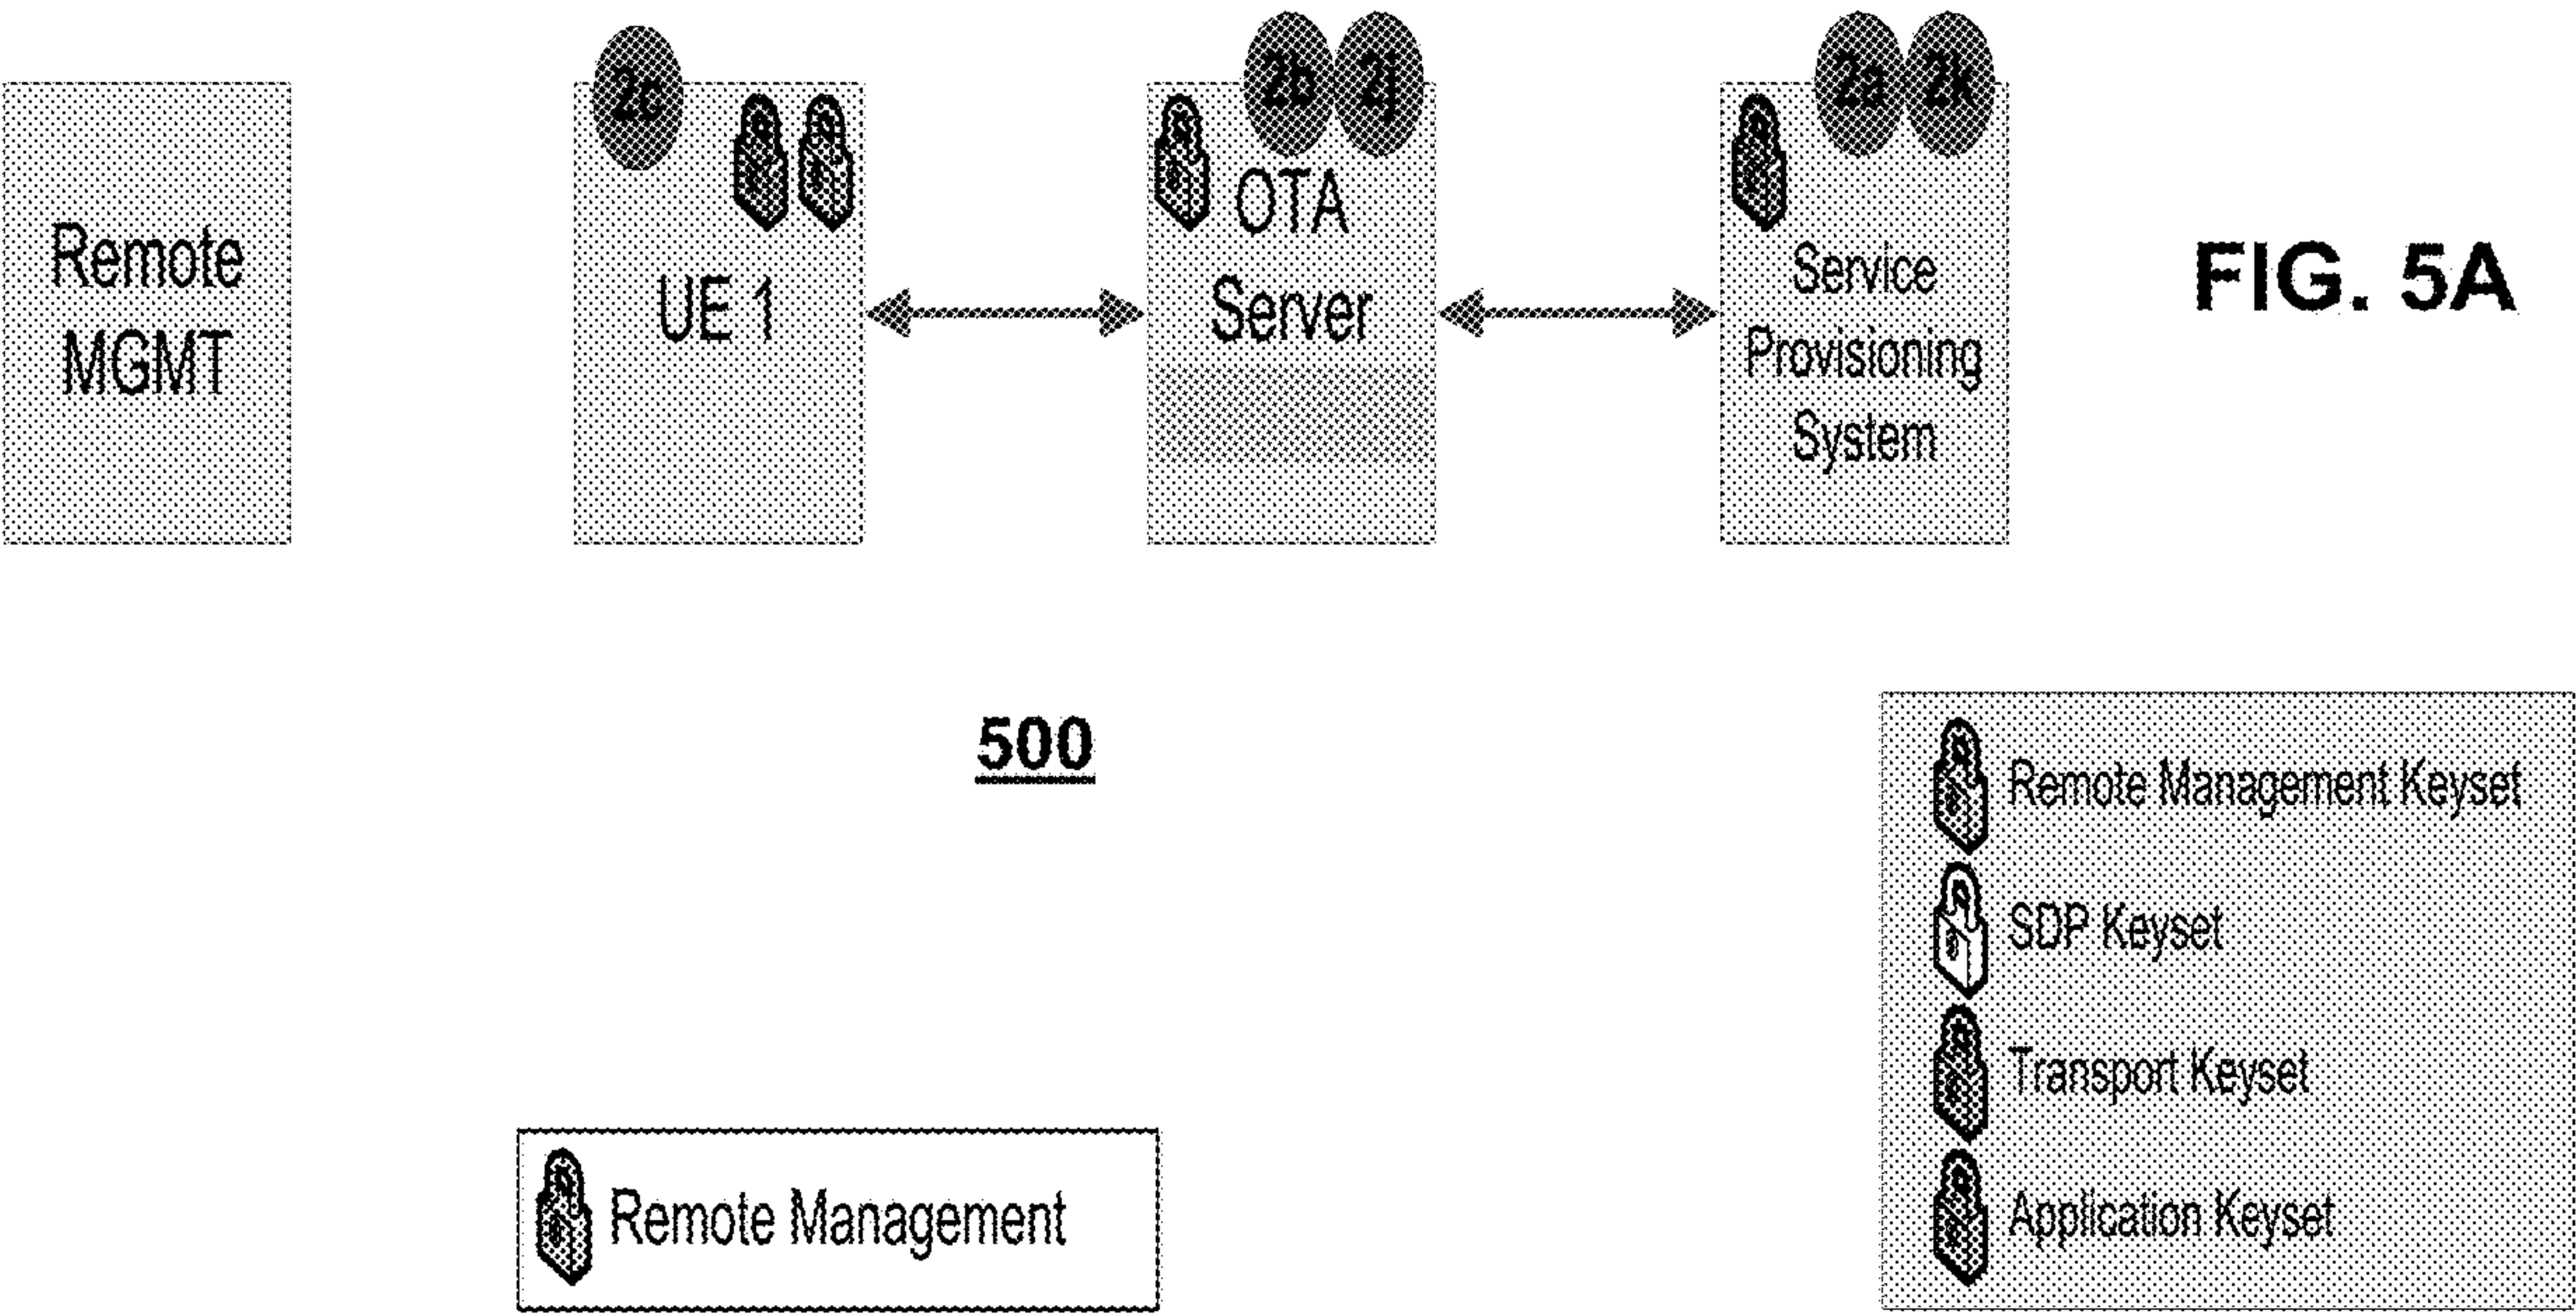 2c
2b
2j
2a
2k
Remote
MGMT
UE 1
OTA
Server
Service
Provisioning
System
FIG. 5A
500
Remote Management Keyset
SDP Keyset
Transport Keyset
Application Keyset
Remote Management